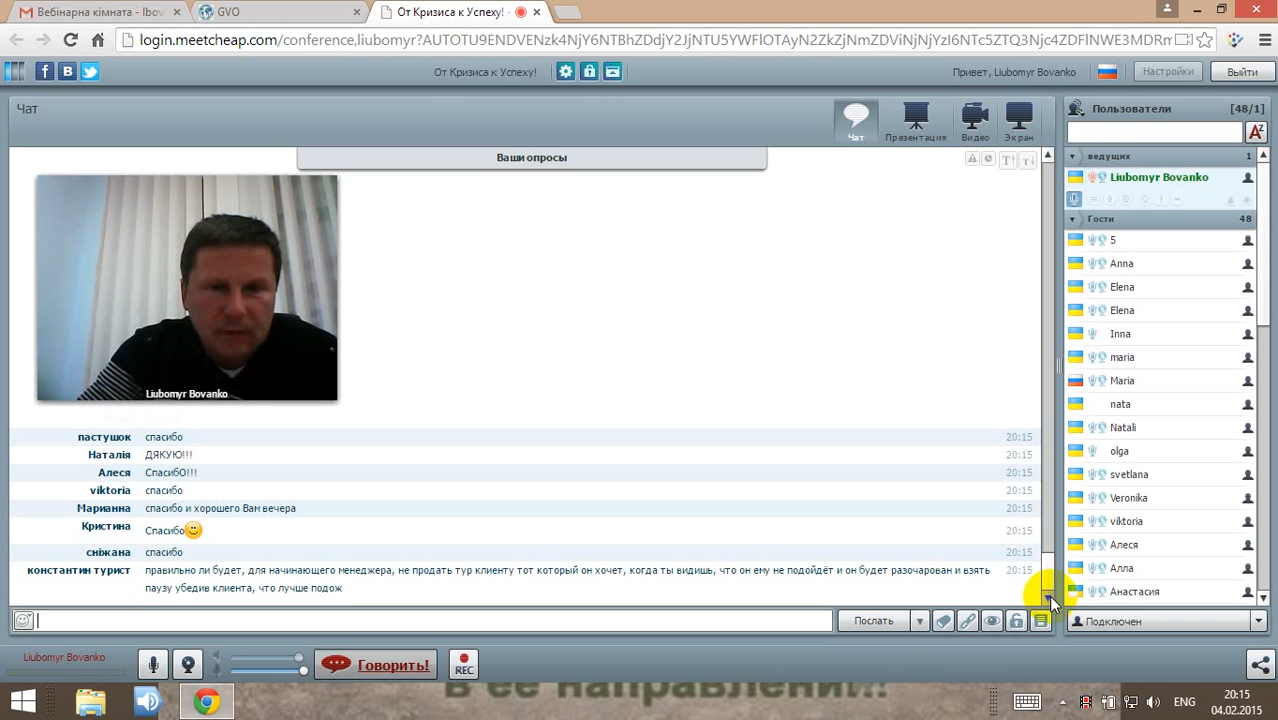 Вебінарна кімната - lbov
GVO
От Кризиса к Успеху!
login.meetcheap.com/conference,liubomyr?
От Кризиса к Успеху!
Привет, Liubomyr Bovanko
Настройки
Выйти
Чат
Чат
Презентация
Видео
Экран
Ваши опросы
Liubomyr Bovanko
пастушок спасибо 20:15
Наталія ДЯКУЮ!!! 20:15
Алеся СпасибО!!! 20:15
viktoria спасибо 20:15
Марианна спасибо и хорошего Вам вечера 20:15
Кристина Спасибо 20:15
сніжана спасибо 20:15
константин турист правильно ли будет, для начинающего менеджера, не продать тур клиенту тот который он хочет, когда ты видишь, что он ему не подойдёт и он будет разочарован и взять 20:15
паузу убедив клиента, что лучше подож
Послать
Liubomyr Bovanko
Говорить!
REC
Пользователи [48/1]
ведущих 1
Liubomyr Bovanko
Гости 48
5
Anna
Elena
Elena
Inna
maria
Maria
nata
Natali
olga
svetlana
Veronika
viktoria
Алеся
Алла
Анастасия
Подключен
ENG
20:15
04.02.2015